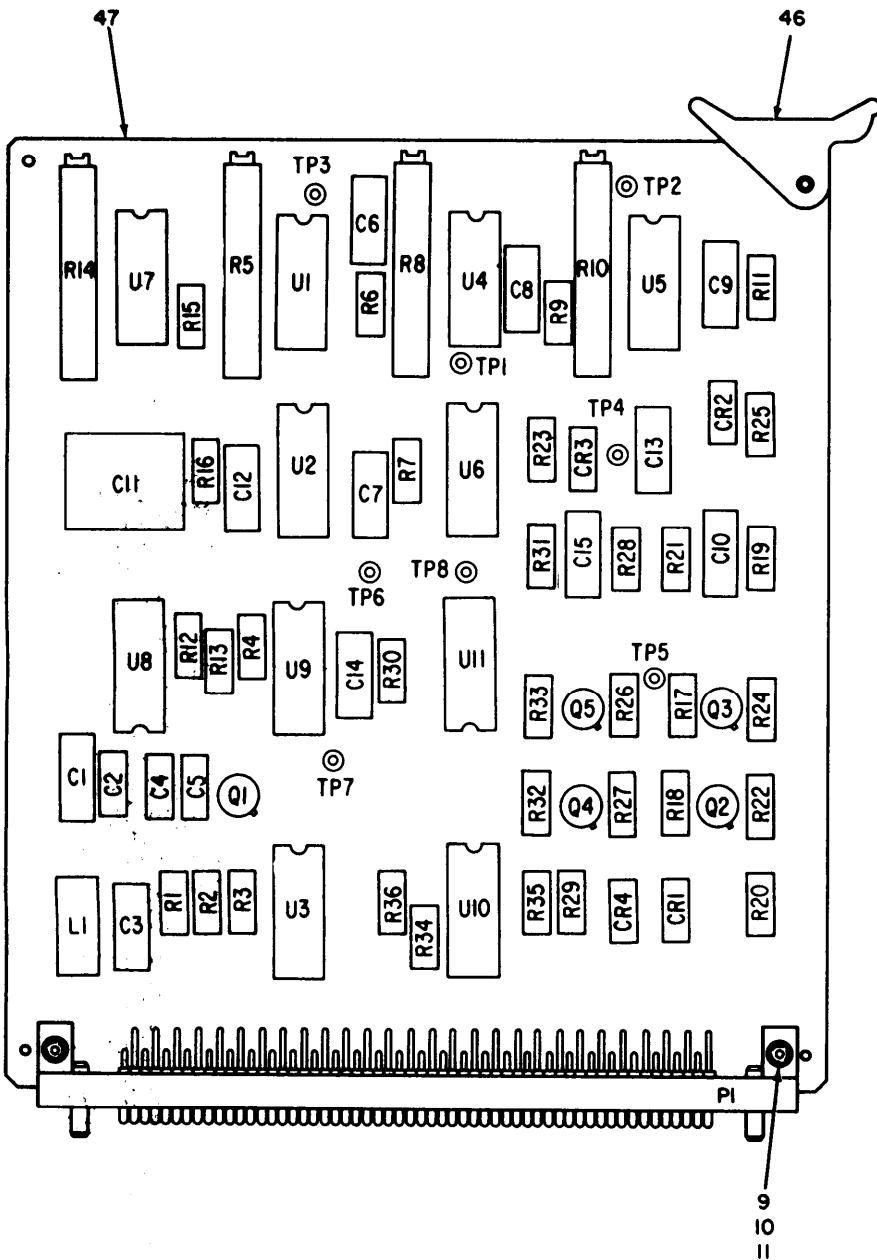 47 46
TP3 TP2
R14 U7 R15 R5 U1 C6 R6 R8 U4 C8 R9 R10 U5 C9 R11
TP1
C11 R16 C12 U2 C7 R7 U6 R23 CR3 TP4 C13 CR2 R25
R31 C15 R28 R21 C10 R19
TP6 TP8
U8 R12 R13 R4 U9 C14 R30 U11 R33 Q5 R26 TP5 R17 Q3 R24
C1 C2 C4 C5 Q1 TP7 R32 Q4 R27 R18 Q2 R22
L1 C3 R1 R2 R3 U3 R36 R34 U10 R35 R29 CR4 CR1 R20
P1
9
10
11